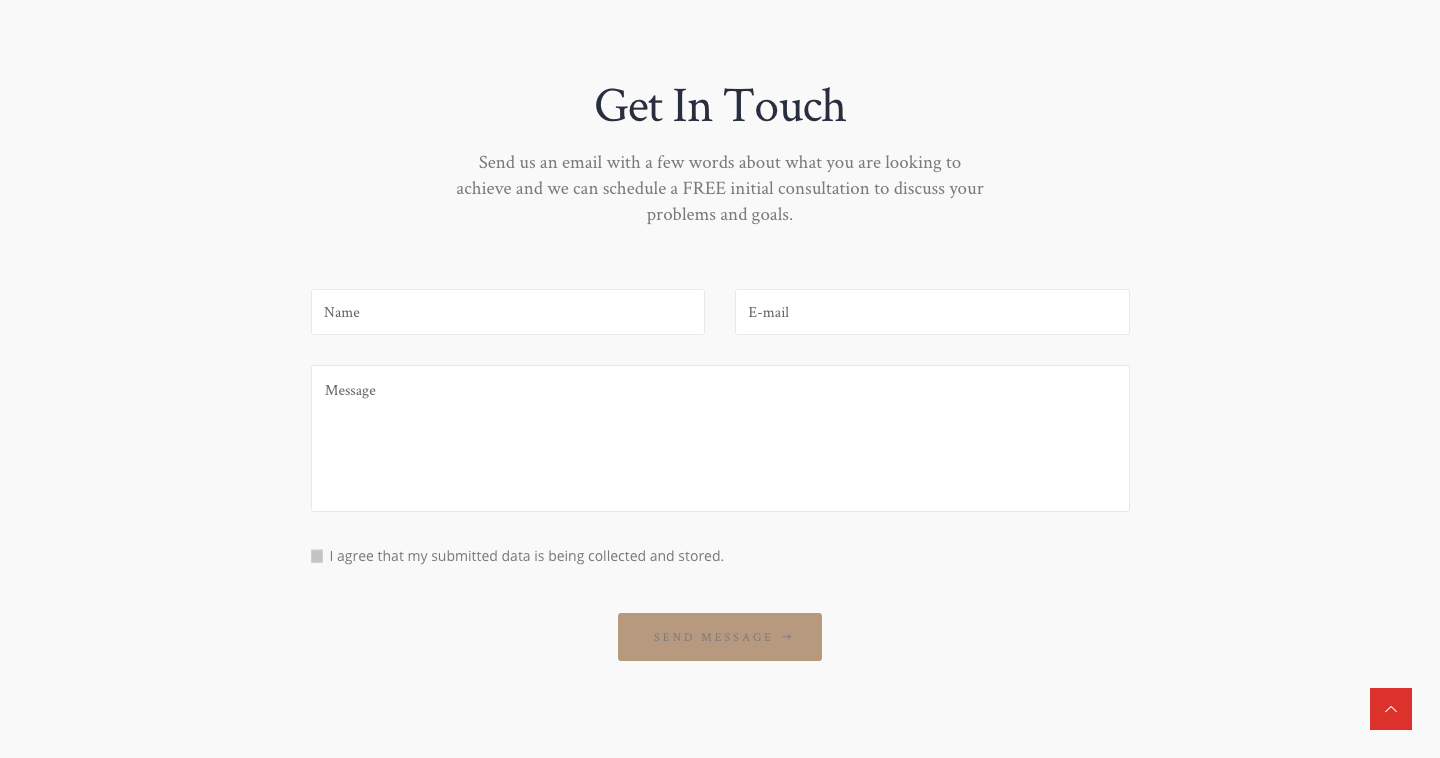 Get In Touch
Send us an email with a few words about what you are looking to
achieve and we can schedule a FREE initial consultation to discuss your
problems and goals.
Name
E-mail
Message
I agree that my submitted data is being collected and stored.
SEND MESSAGE →